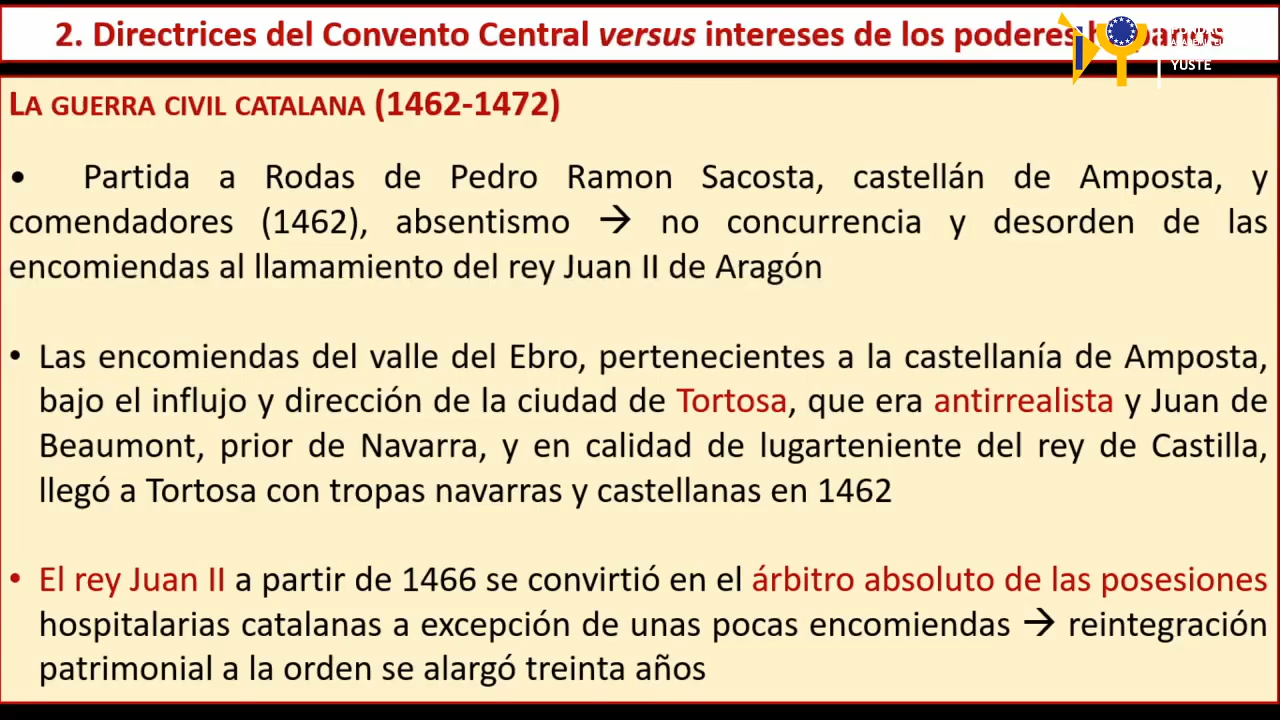 2. Directrices del Convento Central versus intereses de los poderes
YUSTE
LA GUERRA CIVIL CATALANA (1462-1472)
• Partida a Rodas de Pedro Ramon Sacosta, castellán de Amposta, y
comendadores (1462), absentismo → no concurrencia y desorden de las
encomiendas al llamamiento del rey Juan II de Aragón
• Las encomiendas del valle del Ebro, pertenecientes a la castellanía de Amposta,
bajo el influjo y dirección de la ciudad de Tortosa, que era antirrealista y Juan de
Beaumont, prior de Navarra, y en calidad de lugarteniente del rey de Castilla,
llegó a Tortosa con tropas navarras y castellanas en 1462
• El rey Juan II a partir de 1466 se convirtió en el árbitro absoluto de las posesiones
hospitalarias catalanas a excepción de unas pocas encomiendas → reintegración
patrimonial a la orden se alargó treinta años